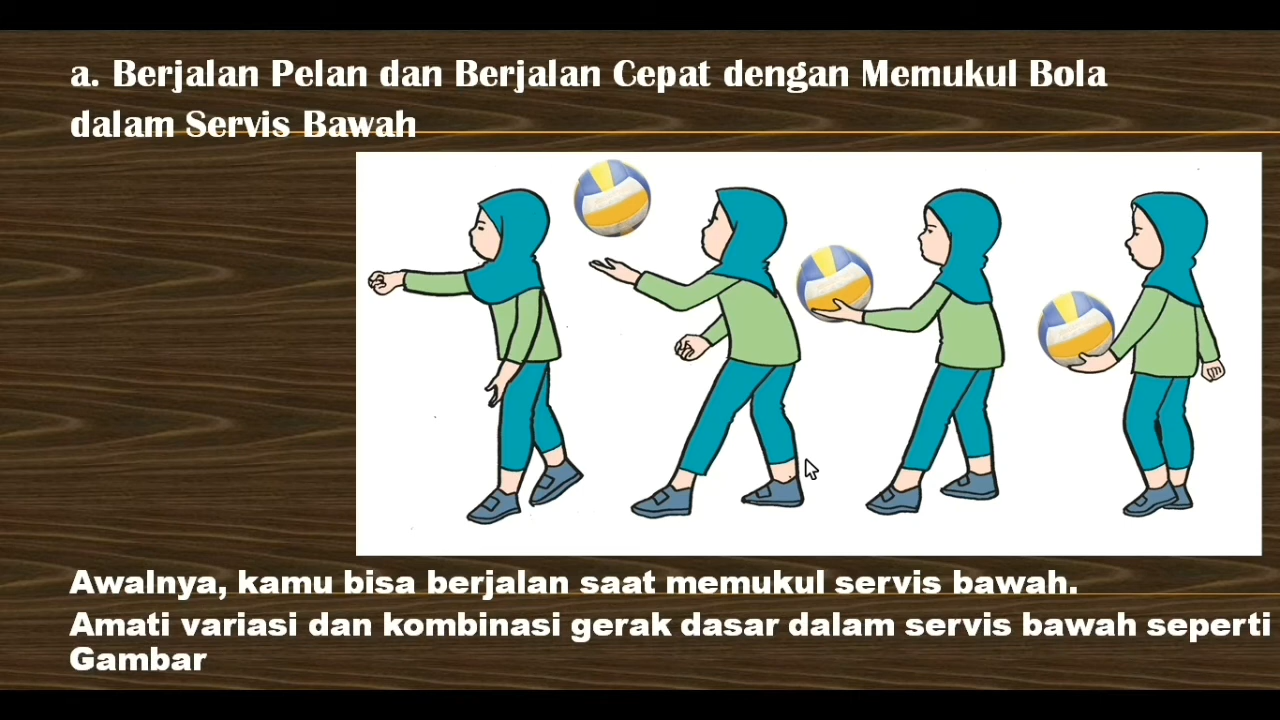 a. Berjalan Pelan dan Berjalan Cepat dengan Memukul Bola
dalam Servis Bawah
Awalnya, kamu bisa berjalan saat memukul servis bawah.
Amati variasi dan kombinasi gerak dasar dalam servis bawah seperti
Gambar